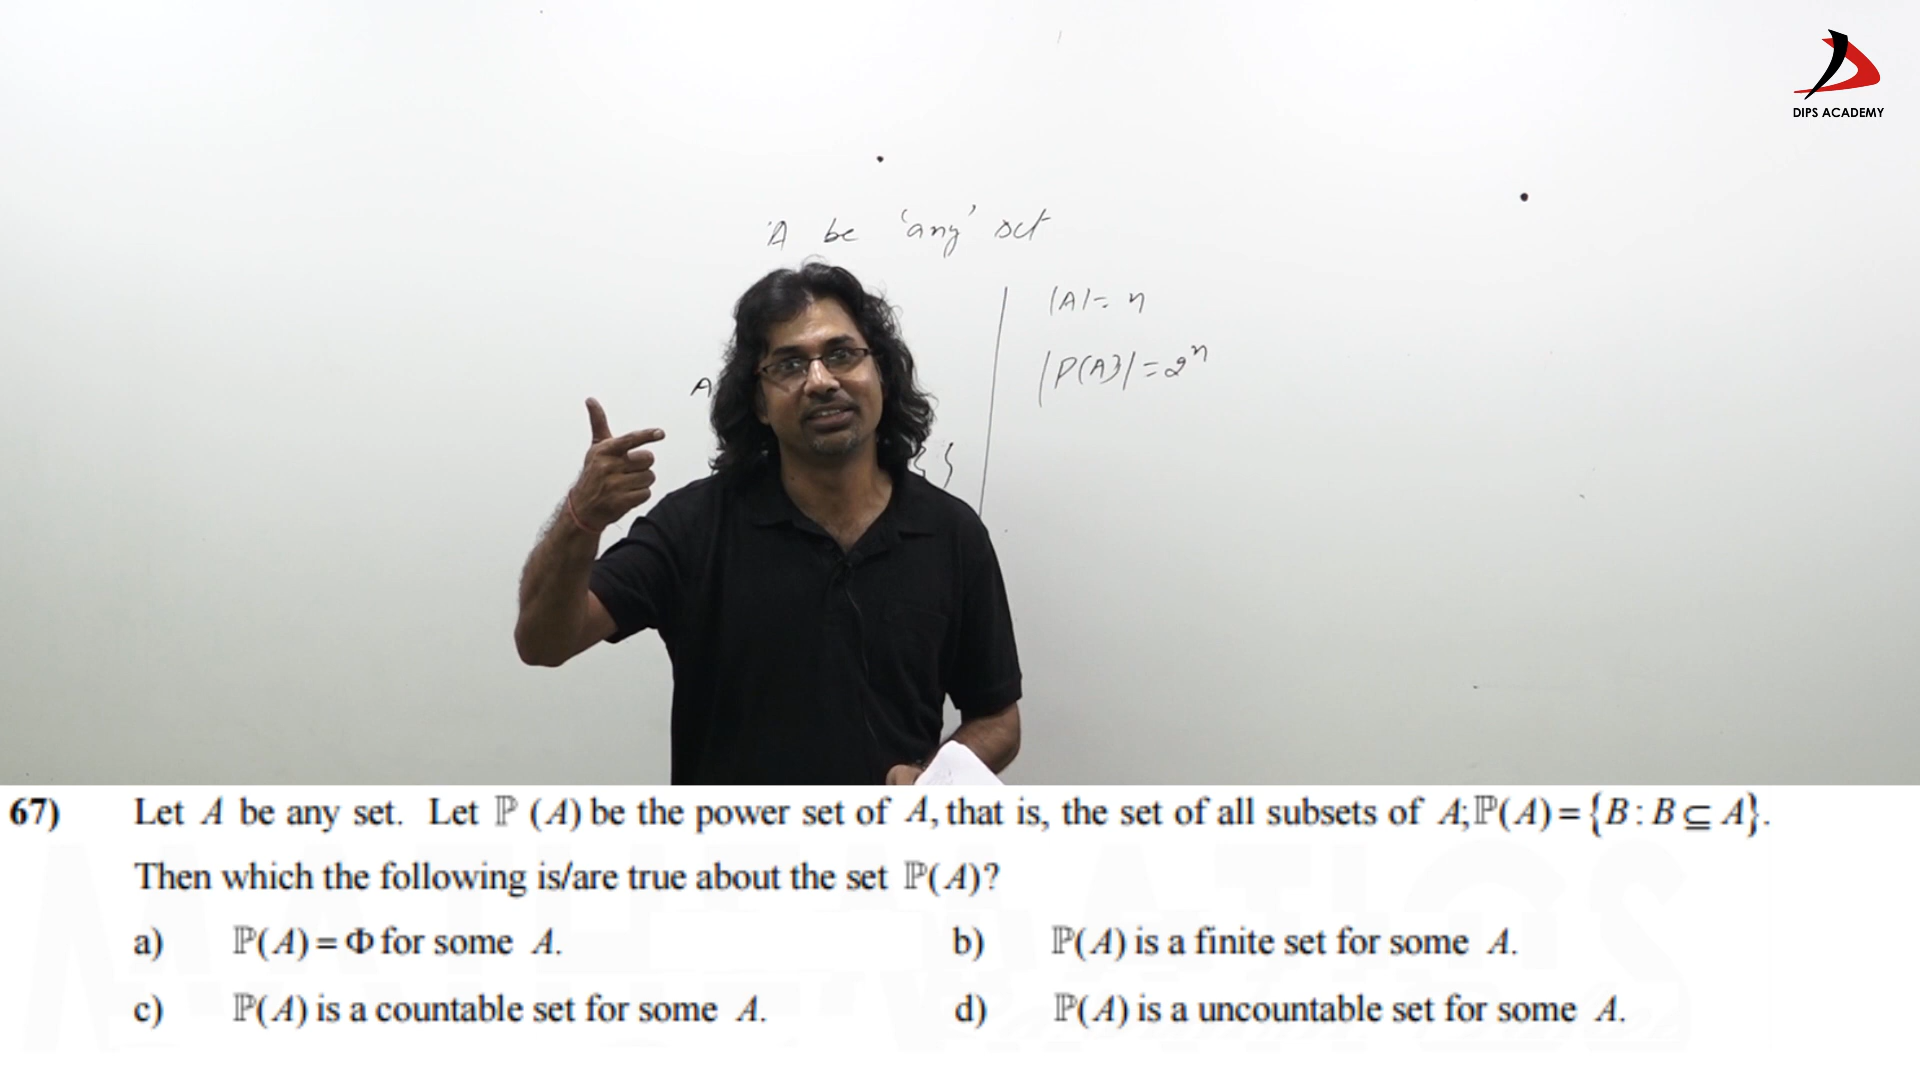 DIPS ACADEMY
A be 'any' set
|A| = n
|P(A)| = 2ⁿ
A
{ }
67) Let A be any set. Let ℙ (A) be the power set of A, that is, the set of all subsets of A; ℙ(A) = {B : B ⊆ A}.
Then which the following is/are true about the set ℙ(A)?
a) ℙ(A) = Φ for some A.
b) ℙ(A) is a finite set for some A.
c) ℙ(A) is a countable set for some A.
d) ℙ(A) is a uncountable set for some A.